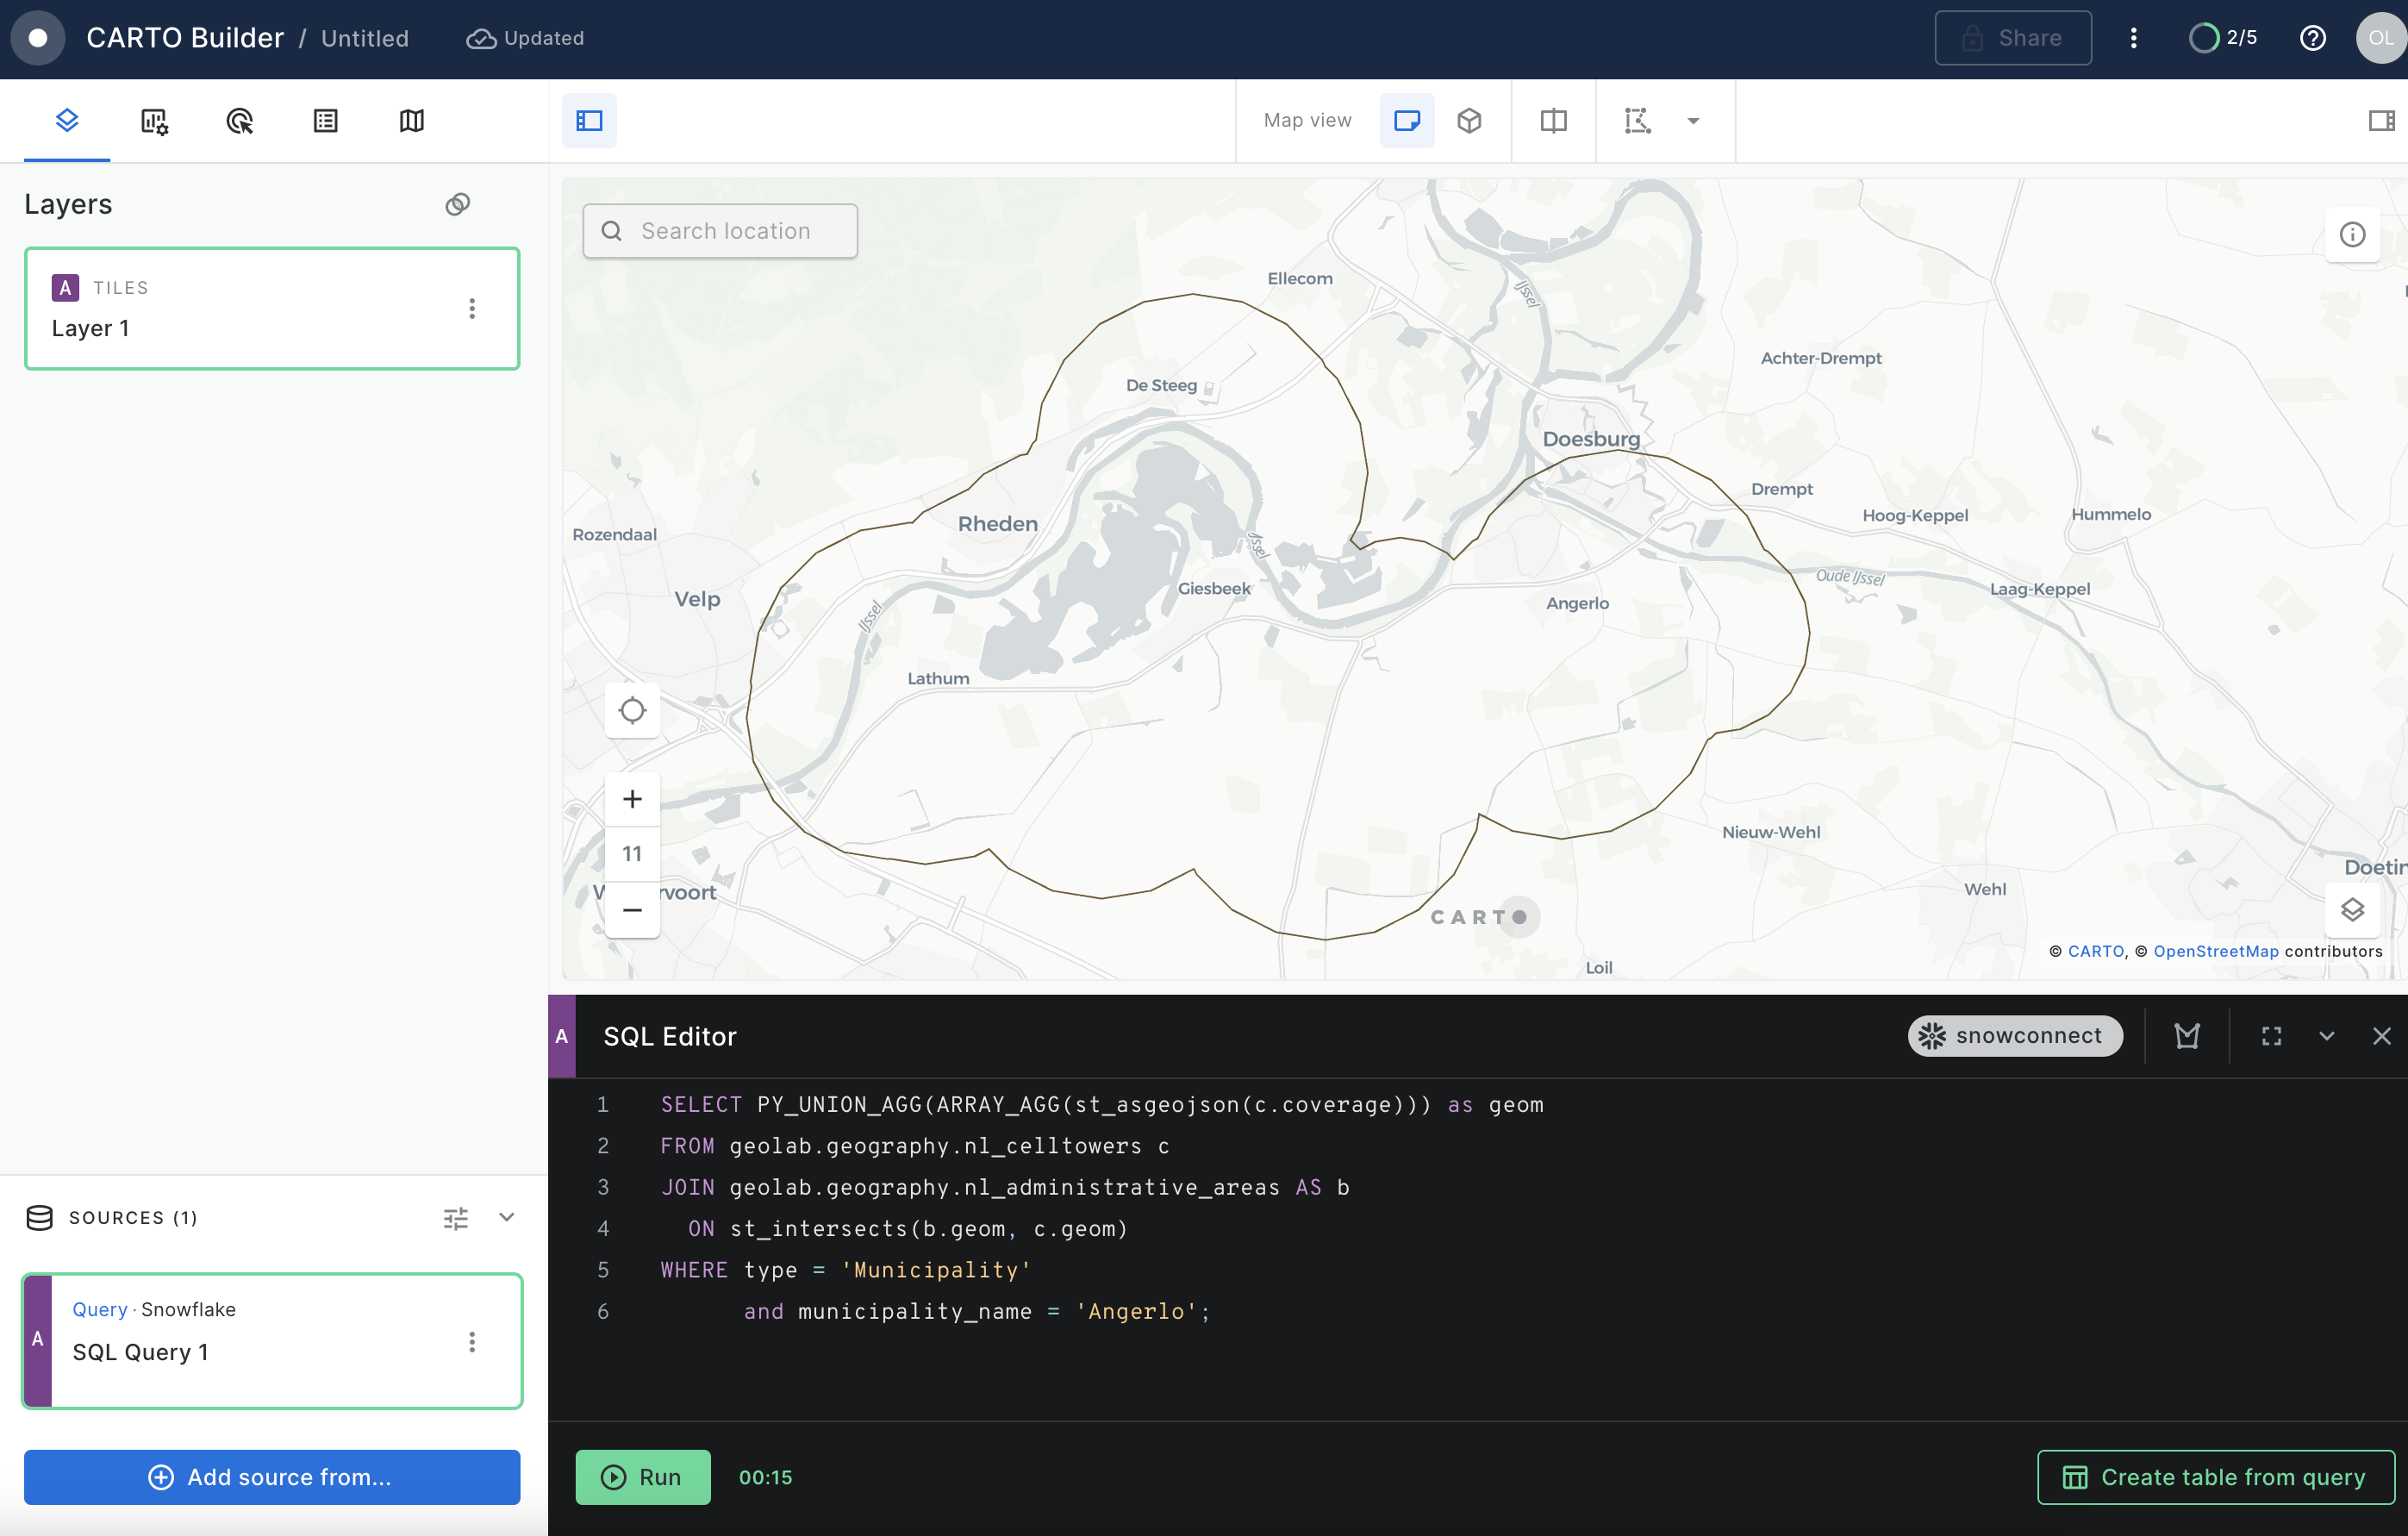 CARTO Builder / Untitled
Updated
Share
2/5
OL
Map view
Layers
A TILES
Layer 1
Search location
Ellecom
IJssel
Achter-Drempt
De Steeg
Doesburg
Drempt
Rheden
Hoog-Keppel
Hummelo
Rozendaal
IJssel
Oude IJssel
Giesbeek
Laag-Keppel
Velp
Angerlo
IJssel
Lathum
11
Nieuw-Wehl
Doetin
W rvoort
Wehl
CARTO
© CARTO, © OpenStreetMap contributors
Loil
A SQL Editor
snowconnect
1 SELECT PY_UNION_AGG(ARRAY_AGG(st_asgeojson(c.coverage))) as geom
2 FROM geolab.geography.nl_celltowers c
3 JOIN geolab.geography.nl_administrative_areas AS b
4 ON st_intersects(b.geom, c.geom)
5 WHERE type = 'Municipality'
6 and municipality_name = 'Angerlo';
SOURCES (1)
Query · Snowflake
A
SQL Query 1
Add source from...
Run 00:15
Create table from query